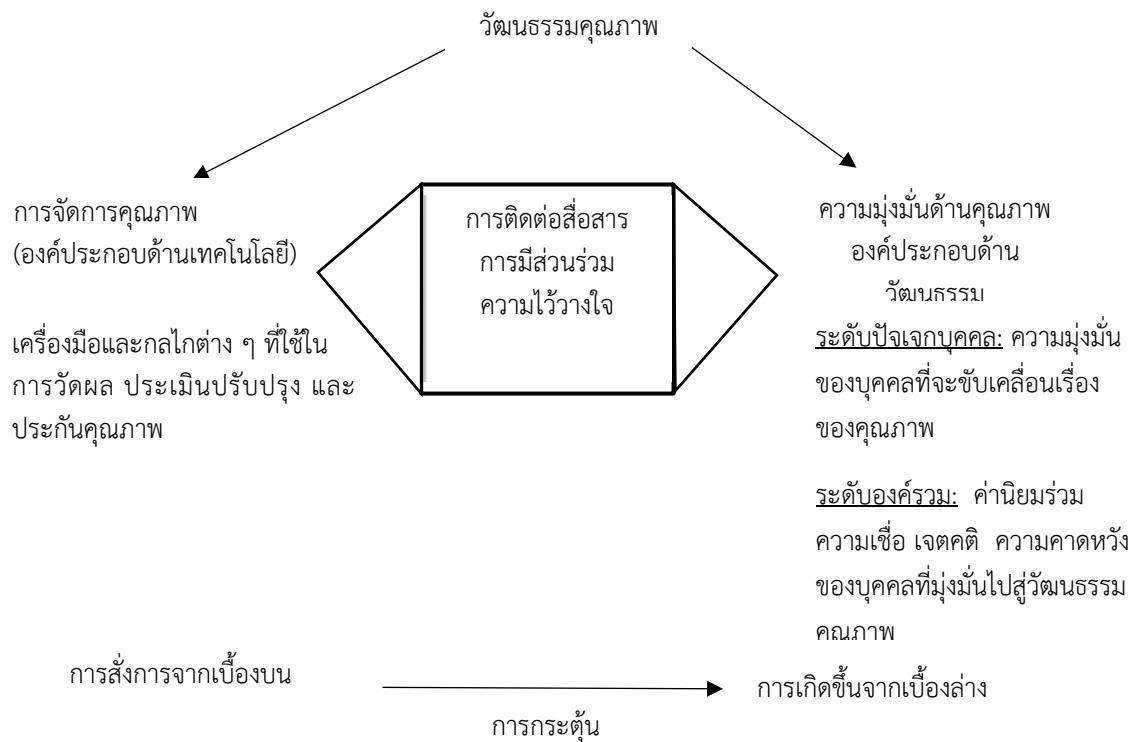 วัฒนธรรมคุณภาพ
การจัดการคุณภาพ
(องค์ประกอบด้านเทคโนโลยี)
เครื่องมือและกลไกต่าง ๆ ที่ใช้ใน
การวัดผล ประเมินปรับปรุง และ
ประกันคุณภาพ
การติดต่อสื่อสาร
การมีส่วนร่วม
ความไว้วางใจ
ความมุ่งมั่นด้านคุณภาพ
องค์ประกอบด้าน
วัฒนธรรม
ระดับปัจเจกบุคคล: ความมุ่งมั่น
ของบุคคลที่จะขับเคลื่อนเรื่อง
ของคุณภาพ
ระดับองค์รวม: ค่านิยมร่วม
ความเชื่อ เจตคติ ความคาดหวัง
ของบุคคลที่มุ่งมั่นไปสู่วัฒนธรรม
คุณภาพ
การสั่งการจากเบื้องบน
การกระตุ้น
การเกิดขึ้นจากเบื้องล่าง